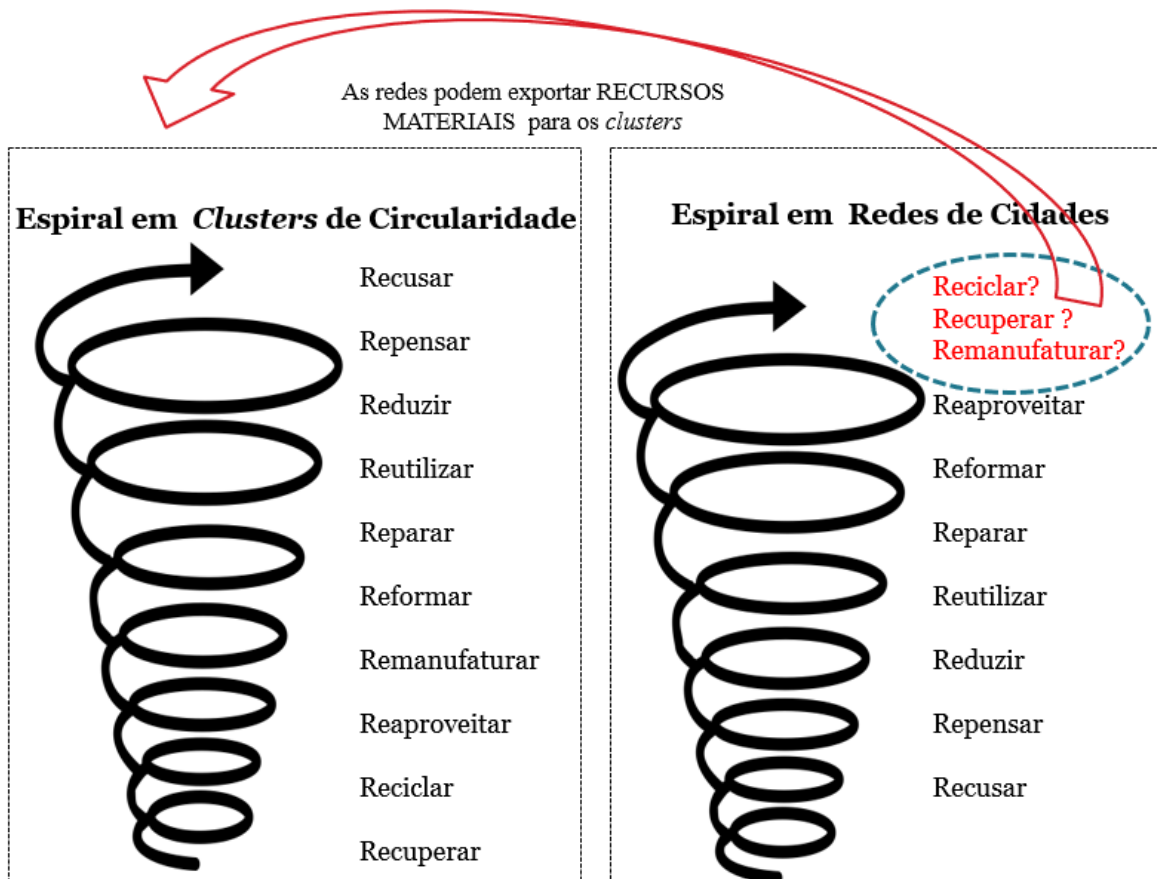 As redes podem exportar RECURSOS
MATERIAIS para os clusters
Espiral em Clusters de Circularidade
Recusar
Repensar
Reduzir
Reutilizar
Reparar
Reformar
Remanufaturar
Reaproveitar
Reciclar
Recuperar
Espiral em Redes de Cidades
Reciclar?
Recuperar ?
Remanufaturar?
Reaproveitar
Reformar
Reparar
Reutilizar
Reduzir
Repensar
Recusar